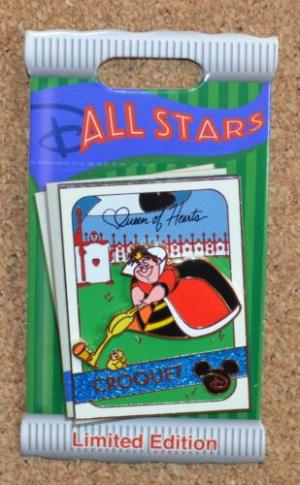 ALL STARS
Queen of Hearts
CROQUET
D
Limited Edition